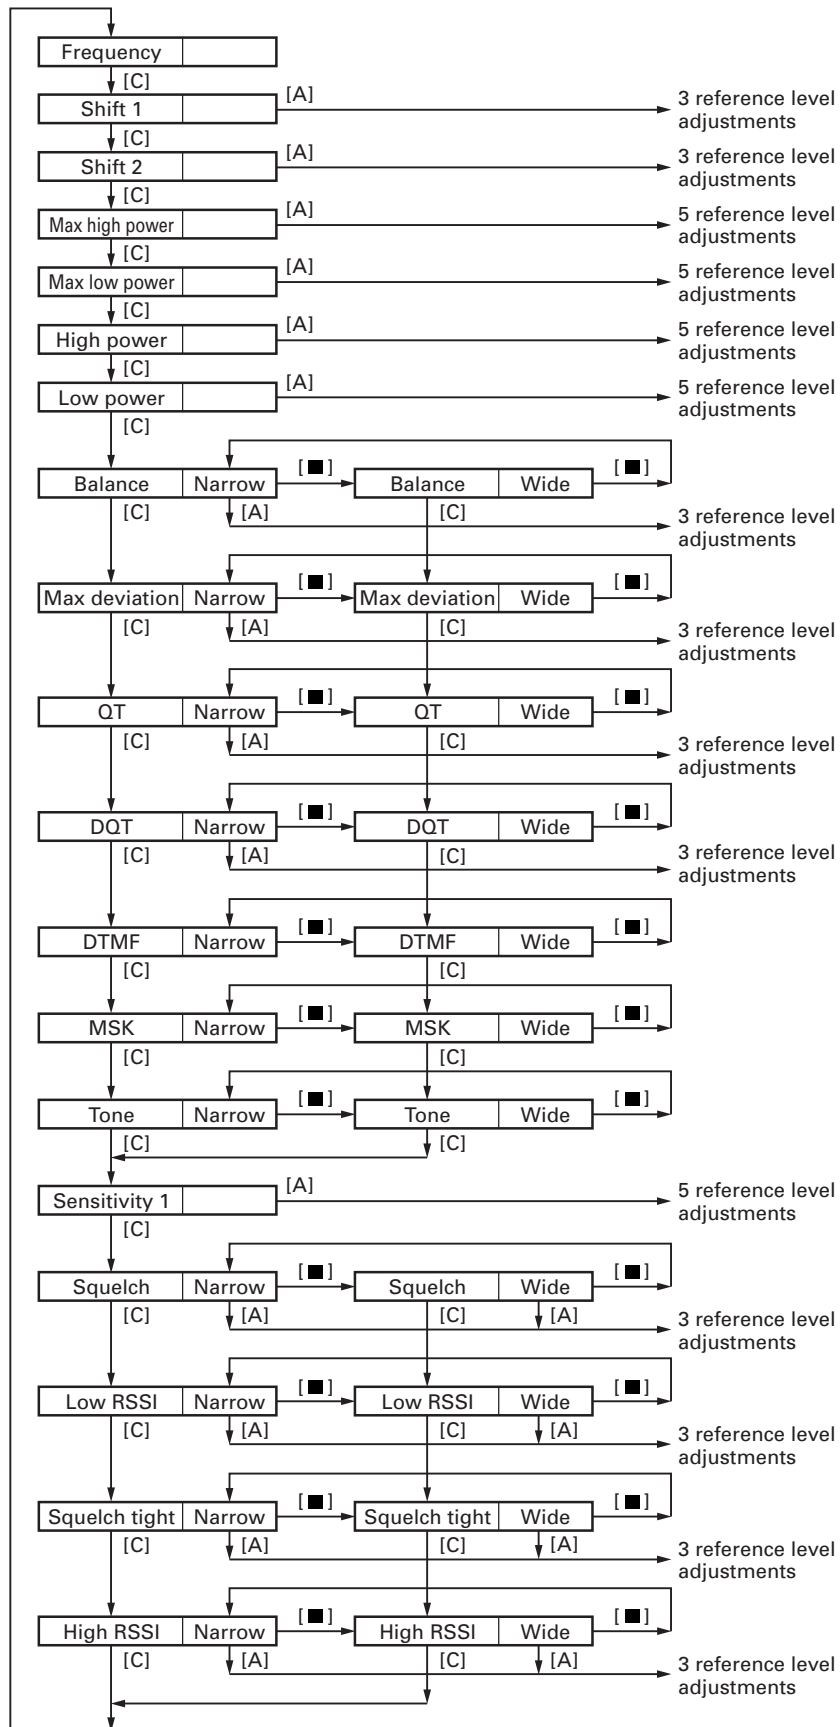 Frequency
[C]
Shift 1 [A] 3 reference level
adjustments
[C]
Shift 2 [A] 3 reference level
adjustments
[C]
Max high power [A] 5 reference level
adjustments
[C]
Max low power [A] 5 reference level
adjustments
[C]
High power [A] 5 reference level
adjustments
[C]
Low power [A] 5 reference level
adjustments
[C]
Balance Narrow [■] Balance Wide [■]
[C] [A] [C] 3 reference level
adjustments
Max deviation Narrow [■] Max deviation Wide [■]
[C] [A] [C] 3 reference level
adjustments
QT Narrow [■] QT Wide [■]
[C] [A] [C] 3 reference level
adjustments
DQT Narrow [■] DQT Wide [■]
[C] [A] [C] 3 reference level
adjustments
DTMF Narrow [■] DTMF Wide [■]
[C] [C]
MSK Narrow [■] MSK Wide [■]
[C] [C]
Tone Narrow [■] Tone Wide [■]
[C] [C]
Sensitivity 1 [A] 5 reference level
adjustments
[C]
Squelch Narrow [■] Squelch Wide [■]
[C] [A] [C] [A] 3 reference level
adjustments
Low RSSI Narrow [■] Low RSSI Wide [■]
[C] [A] [C] [A] 3 reference level
adjustments
Squelch tight Narrow [■] Squelch tight Wide [■]
[C] [A] [C] [A] 3 reference level
adjustments
High RSSI Narrow [■] High RSSI Wide [■]
[C] [A] [C] [A] 3 reference level
adjustments